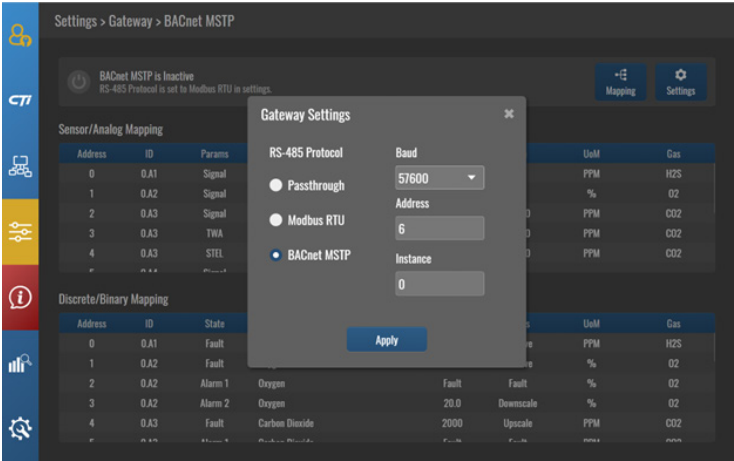 Settings > Gateway > BACnet MSTP
BACnet MSTP is Inactive
RS-485 Protocol is set to Modbus RTU in settings.
Mapping
Settings
CTI
Sensor/Analog Mapping
Address ID Params UoM Gas
0 0.A1 Signal PPM H2S
1 0.A2 Signal % O2
2 0.A3 Signal PPM CO2
3 0.A3 TWA PPM CO2
4 0.A3 STEL PPM CO2
Gateway Settings
RS-485 Protocol
Passthrough
Modbus RTU
BACnet MSTP
Baud
57600
Address
6
Instance
0
Apply
Discrete/Binary Mapping
Address ID State UoM Gas
0 0.A1 Fault PPM H2S
1 0.A2 Fault % O2
2 0.A2 Alarm 1 Oxygen Fault Fault % O2
3 0.A2 Alarm 2 Oxygen 20.0 Downscale % O2
4 0.A3 Fault Carbon Dioxide 2000 Upscale PPM CO2